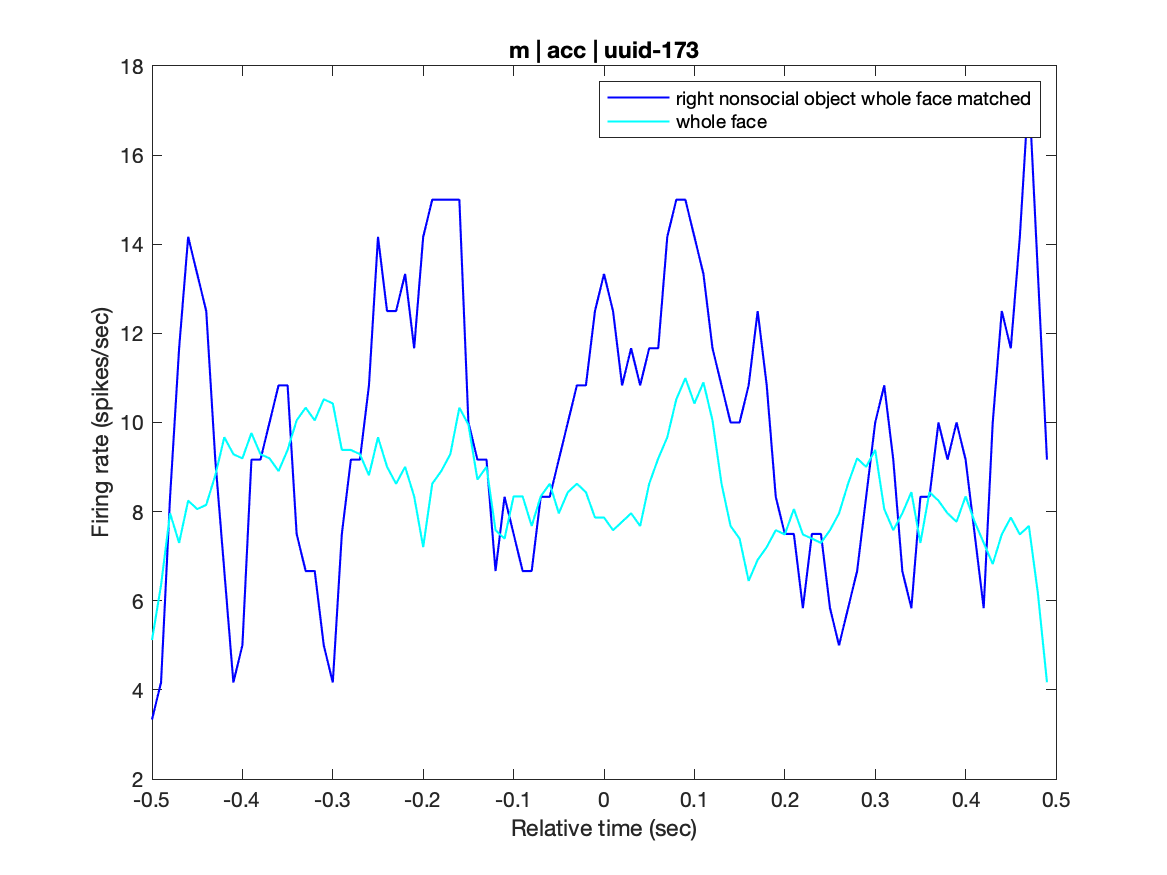 m | acc | uuid-173
18
16
14
12
10
8
6
4
2
Firing rate (spikes/sec)
right nonsocial object whole face matched
whole face
-0.5 -0.4 -0.3 -0.2 -0.1 0 0.1 0.2 0.3 0.4 0.5
Relative time (sec)